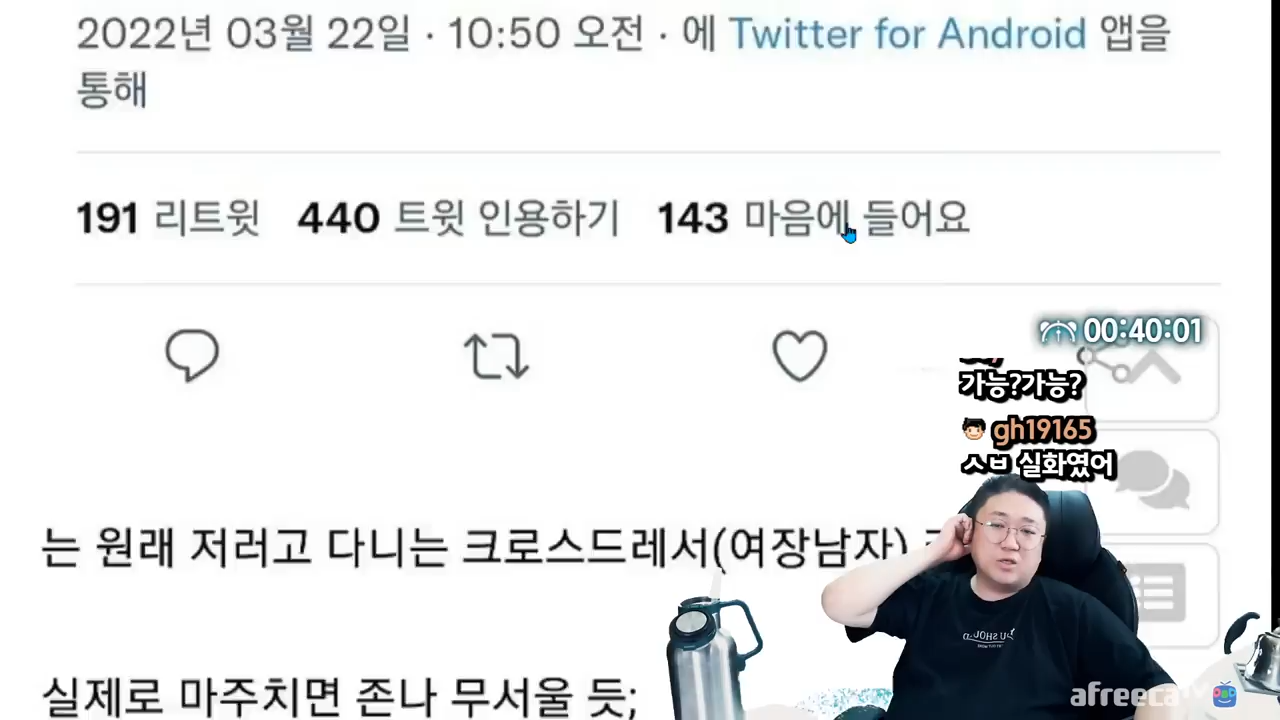 2022년 03월 22일 · 10:50 오전 · 에 Twitter for Android 앱을
통해
191 리트윗 440 트윗 인용하기 143 마음에 들어요
00:40:01
가능?가능?
gh19165
ㅅㅂ 실화였어
는 원래 저러고 다니는 크로스드레서(여장남자)
실제로 마주치면 존나 무서울 듯;
afreecaTV